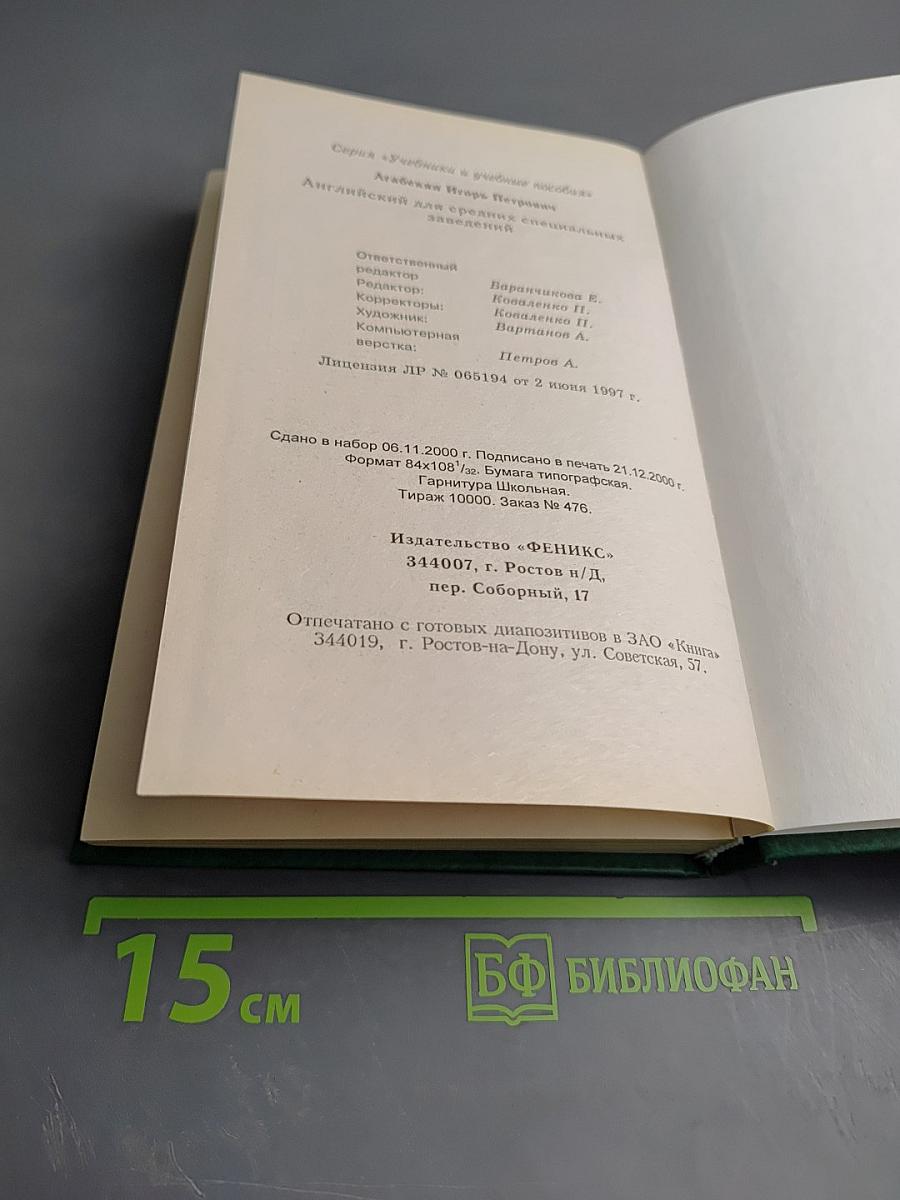 Серия «Учебники и учебные пособия»
Агабекян Игорь Петрович
Английский для средних специальных
заведений
Ответственный
редактор Баранчикова Е.
Редактор: Коваленко П.
Корректоры: Коваленко П.
Художник: Вартанов А.
Компьютерная
верстка: Петров А.
Лицензия ЛР № 065194 от 2 июня 1997 г.
Сдано в набор 06.11.2000 г. Подписано в печать 21.12.2000 г.
Формат 84x108 1/32. Бумага типографская.
Гарнитура Школьная.
Тираж 10000. Заказ № 476.
Издательство «ФЕНИКС»
344007, г. Ростов н/Д,
пер. Соборный, 17
Отпечатано с готовых диапозитивов в ЗАО «Книга»
344019, г. Ростов-на-Дону, ул. Советская, 57.
15 см
БФ БИБЛИОФАН